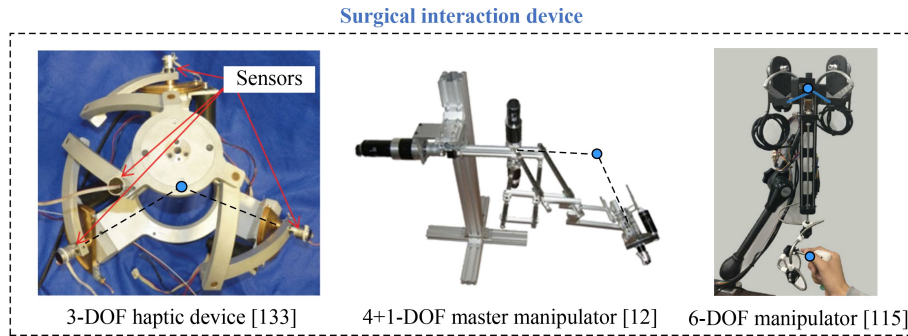 Surgical interaction device
Sensors
3-DOF haptic device [133]
4+1-DOF master manipulator [12]
6-DOF manipulator [115]